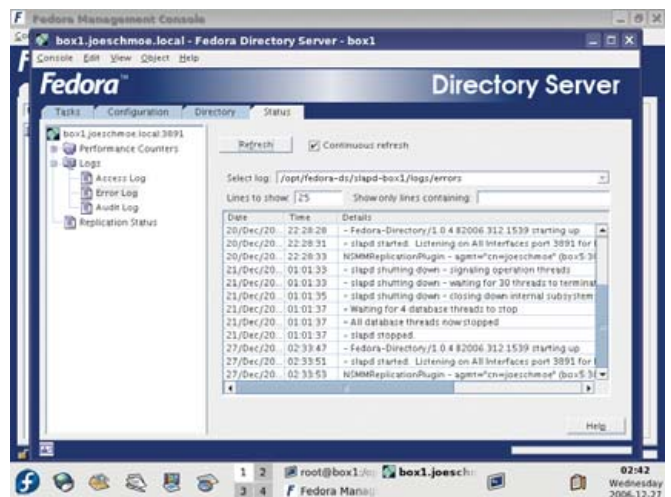 Fedora Management Console
box1.joeschmoe.local - Fedora Directory Server - box1
Console Edit View Object Help
Fedora™
Directory Server
Tasks Configuration Directory Status
box1.joeschmoe.local:3891
Performance Counters
Logs
Access Log
Error Log
Audit Log
Replication Status
Refresh
Continuous refresh
Select log: /opt/fedora-ds/slapd-box1/logs/errors
Lines to show: 25 Show only lines containing:
Date Time Details
20/Dec/20... 22:28:28 - Fedora-Directory/1.0.4 B2006.312.1539 starting up
20/Dec/20... 22:28:31 - slapd started. Listening on All Interfaces port 3891 for
20/Dec/20... 22:28:33 NSMMReplicationPlugin - agmt="cn=joeschmoe" (box5:3
21/Dec/20... 01:01:33 - slapd shutting down - signaling operation threads
21/Dec/20... 01:01:33 - slapd shutting down - waiting for 30 threads to terminat
21/Dec/20... 01:01:35 - slapd shutting down - closing down internal subsystem
21/Dec/20... 01:01:37 - Waiting for 4 database threads to stop
21/Dec/20... 01:01:37 - All database threads now stopped
21/Dec/20... 01:01:37 - slapd stopped.
27/Dec/20... 02:33:47 - Fedora-Directory/1.0.4 B2006.312.1539 starting up
27/Dec/20... 02:33:51 - slapd started. Listening on All Interfaces port 3891 for
27/Dec/20... 02:33:53 NSMMReplicationPlugin - agmt="cn=joeschmoe" (box5:3
Help
1 2
3 4
root@box1:/o
box1.joesch
Fedora Manag
02:42
Wednesday
2006-12-27